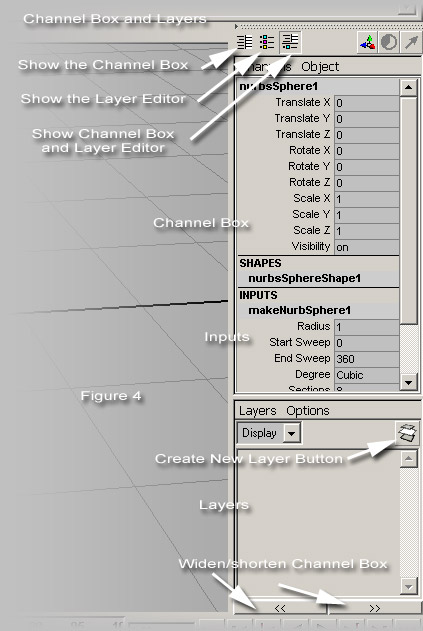 Channel Box and Layers
Show the Channel Box
Show the Layer Editor
Show Channel Box
and Layer Editor
Object
nurbsSphere1
Translate X 0
Translate Y 0
Translate Z 0
Rotate X 0
Rotate Y 0
Rotate Z 0
Scale X 1
Scale Y 1
Scale Z 1
Visibility on
Channel Box
SHAPES
nurbsSphereShape1
INPUTS
makeNurbSphere1
Radius 1
Start Sweep 0
End Sweep 360
Degree Cubic
Sections 8
Inputs
Figure 4
Layers Options
Display
Create New Layer Button
Layers
Widen/shorten Channel Box
<< >>